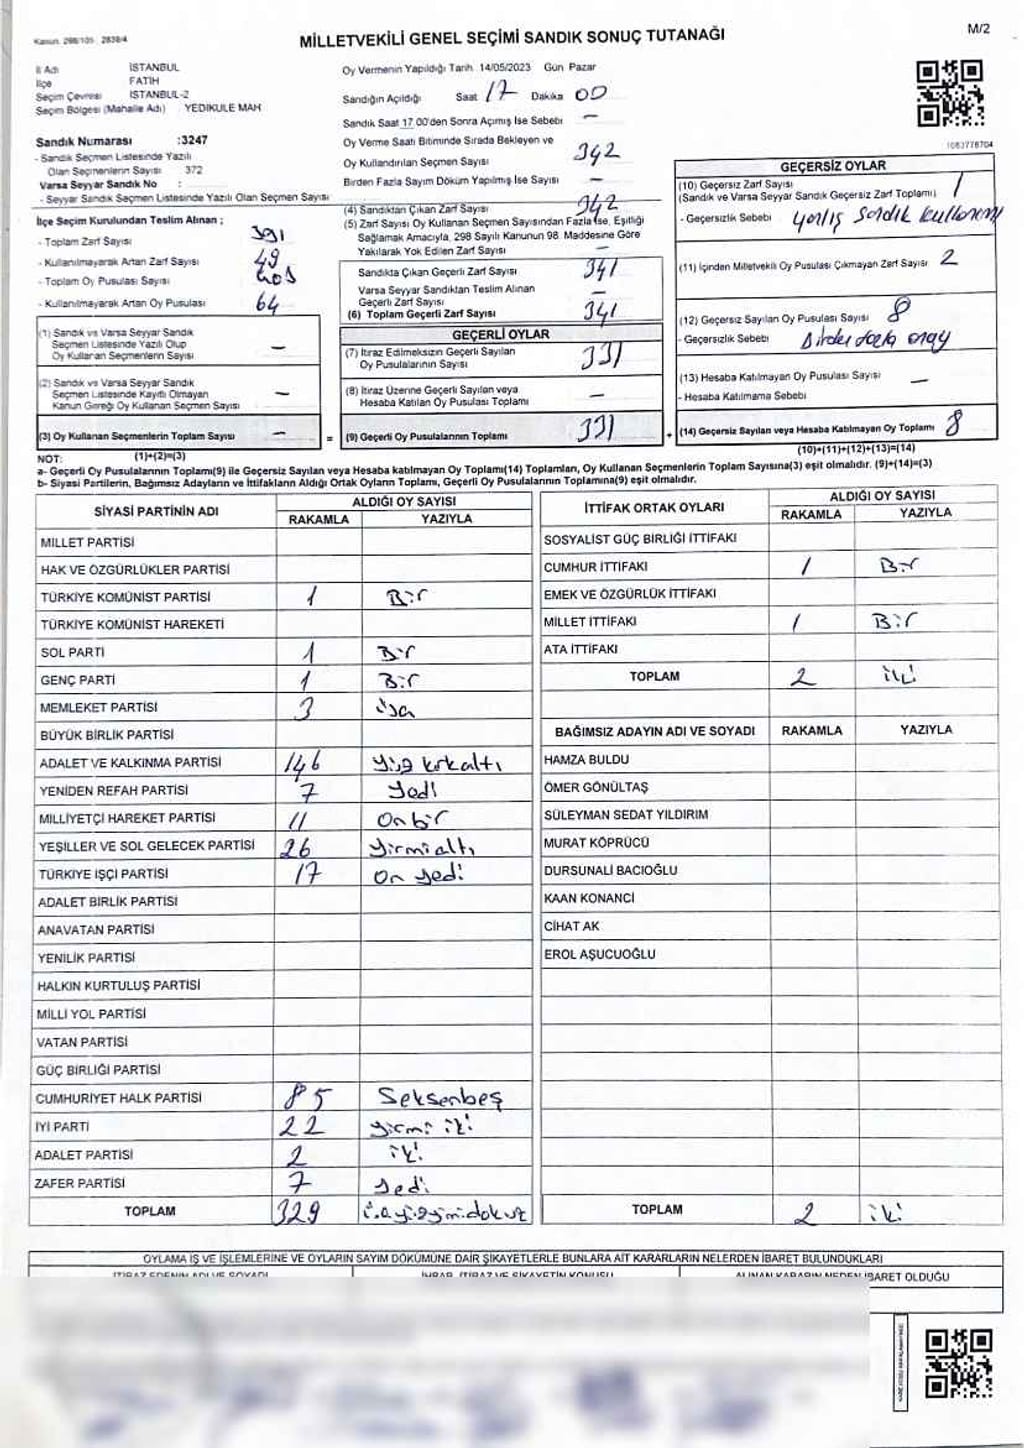 Kanun: 298/105 2839/4
MİLLETVEKİLİ GENEL SEÇİMİ SANDIK SONUÇ TUTANAĞI
M/2
İl Adı İSTANBUL
İlçe FATİH
Seçim Çevresi İSTANBUL-2
Seçim Bölgesi (Mahalle Adı) YEDİKULE MAH
Sandık Numarası :3247
- Sandık Seçmen Listesinde Yazılı
Olan Seçmenlerin Sayısı 372
Varsa Seyyar Sandık No :
- Seyyar Sandık Seçmen Listesinde Yazılı Olan Seçmen Sayısı
Oy Vermenin Yapıldığı Tarih 14/05/2023 Gün Pazar
Sandığın Açıldığı Saat 17 Dakika 00
Sandık Saat 17.00'den Sonra Açımış İse Sebebi –
Oy Verme Saati Bitiminde Sırada Bekleyen ve
Oy Kullandırılan Seçmen Sayısı 342
Birden Fazla Sayım Döküm Yapılmış İse Sayısı –
1083778704
İlçe Seçim Kurulundan Teslim Alınan ;
- Toplam Zarf Sayısı 391
- Kullanılmayarak Artan Zarf Sayısı 49
- Toplam Oy Pusulası Sayısı
- Kullanılmayarak Artan Oy Pusulası 64
(1) Sandık ve Varsa Seyyar Sandık
Seçmen Listesinde Yazılı Olup
Oy Kullanan Seçmenlerin Sayısı –
(2) Sandık ve Varsa Seyyar Sandık
Seçmen Listesinde Kayıtlı Olmayan
Kanun Gereği Oy Kullanan Seçmen Sayısı –
(3) Oy Kullanan Seçmenlerin Toplam Sayısı – =
(1)+(2)=(3)
(4) Sandıktan Çıkan Zarf Sayısı 342
(5) Zarf Sayısı Oy Kullanan Seçmen Sayısından Fazla ise, Eşitliği
Sağlamak Amacıyla, 298 Sayılı Kanunun 98. Maddesine Göre
Yakılarak Yok Edilen Zarf Sayısı –
Sandıkta Çıkan Geçerli Zarf Sayısı 341
Varsa Seyyar Sandıktan Teslim Alınan
Geçerli Zarf Sayısı –
(6) Toplam Geçerli Zarf Sayısı 341
GEÇERLİ OYLAR
(7) İtiraz Edilmeksizin Geçerli Sayılan
Oy Pusulalarının Sayısı 331
(8) İtiraz Üzerine Geçerli Sayılan veya
Hesaba Katılan Oy Pusulası Toplamı –
(9) Geçerli Oy Pusulalarının Toplamı 331 +
GEÇERSİZ OYLAR
(10) Geçersiz Zarf Sayısı 1
(Sandık ve Varsa Seyyar Sandık Geçersiz Zarf Toplamı)
- Geçersizlik Sebebi yanlış sandık kullanımı
(11) İçinden Milletvekili Oy Pusulası Çıkmayan Zarf Sayısı 2
(12) Geçersiz Sayılan Oy Pusulası Sayısı 8
- Geçersizlik Sebebi Birden fazla onay
(13) Hesaba Katılmayan Oy Pusulası Sayısı –
- Hesaba Katılmama Sebebi
(14) Geçersiz Sayılan veya Hesaba Katılmayan Oy Toplamı 8
(10)+(11)+(12)+(13)=(14)
NOT:
a- Geçerli Oy Pusulalarının Toplamı(9) ile Geçersiz Sayılan veya Hesaba katılmayan Oy Toplamı(14) Toplamları, Oy Kullanan Seçmenlerin Toplam Sayısına(3) eşit olmalıdır. (9)+(14)=(3)
b- Siyasi Partilerin, Bağımsız Adayların ve İttifakların Aldığı Ortak Oyların Toplamı, Geçerli Oy Pusulalarının Toplamına(9) eşit olmalıdır.
SİYASİ PARTİNİN ADI ALDIĞI OY SAYISI
RAKAMLA YAZIYLA
MİLLET PARTİSİ
HAK VE ÖZGÜRLÜKLER PARTİSİ
TÜRKİYE KOMÜNİST PARTİSİ 1 Bir
TÜRKİYE KOMÜNİST HAREKETİ
SOL PARTİ 1 Bir
GENÇ PARTİ 1 Bir
MEMLEKET PARTİSİ 3
BÜYÜK BİRLİK PARTİSİ
ADALET VE KALKINMA PARTİSİ 146 Yüz kırkaltı
YENİDEN REFAH PARTİSİ 7 Yedi
MİLLİYETÇİ HAREKET PARTİSİ 11 Onbir
YEŞİLLER VE SOL GELECEK PARTİSİ 26 Yirmialtı
TÜRKİYE İŞÇİ PARTİSİ 17 On yedi
ADALET BİRLİK PARTİSİ
ANAVATAN PARTİSİ
YENİLİK PARTİSİ
HALKIN KURTULUŞ PARTİSİ
MİLLİ YOL PARTİSİ
VATAN PARTİSİ
GÜÇ BİRLİĞİ PARTİSİ
CUMHURİYET HALK PARTİSİ 85 Seksenbeş
İYİ PARTİ 22 Yirmi iki
ADALET PARTİSİ 2 İki
ZAFER PARTİSİ 7 Yedi
TOPLAM 329
İTTİFAK ORTAK OYLARI ALDIĞI OY SAYISI
RAKAMLA YAZIYLA
SOSYALİST GÜÇ BİRLİĞİ İTTİFAKI
CUMHUR İTTİFAKI 1 Bir
EMEK VE ÖZGÜRLÜK İTTİFAKI
MİLLET İTTİFAKI 1 Bir
ATA İTTİFAKI
TOPLAM 2 iki
BAĞIMSIZ ADAYIN ADI VE SOYADI RAKAMLA YAZIYLA
HAMZA BULDU
ÖMER GÖNÜLTAŞ
SÜLEYMAN SEDAT YILDIRIM
MURAT KÖPRÜCÜ
DURSUNALİ BACIOĞLU
KAAN KONANCİ
CİHAT AK
EROL AŞUCUOĞLU
TOPLAM 2 iki
OYLAMA İŞ VE İŞLEMLERİNE VE OYLARIN SAYIM DÖKÜMÜNE DAİR ŞİKAYETLERLE BUNLARA AİT KARARLARIN NELERDEN İBARET BULUNDUKLARI
İTİRAZ EDENİN ADI VE SOYADI İHBAR, İTİRAZ VE ŞİKAYETİN KONUSU ALINAN KARARIN NEDEN İBARET OLDUĞU